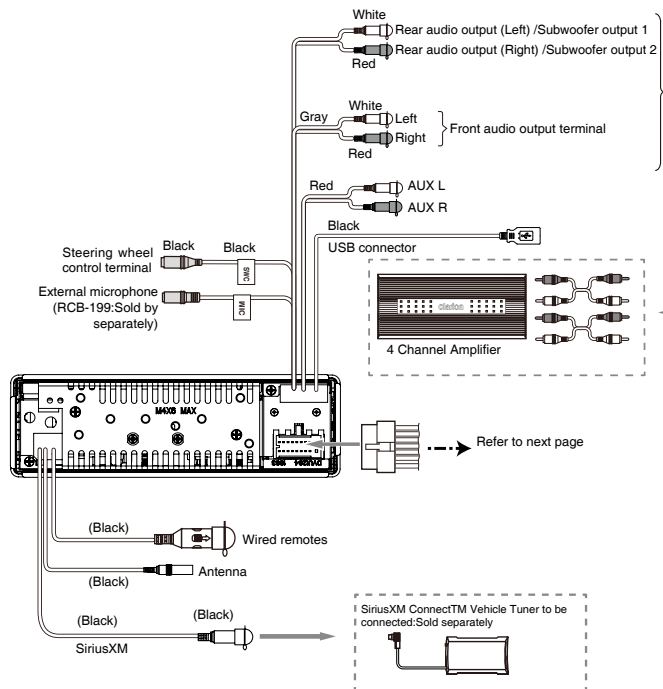 White
Rear audio output (Left) /Subwoofer output 1
Rear audio output (Right) /Subwoofer output 2
Red
White
Gray
Left
Right
Front audio output terminal
Red
Red
AUX L
AUX R
Black
USB connector
Steering wheel
control terminal
Black
Black
SWC
External microphone
(RCB-199:Sold by
separately)
MIC
clarion
4 Channel Amplifier
M4X6 MAX
Refer to next page
(Black)
Wired remotes
Antenna
(Black)
(Black)
(Black)
SiriusXM
SiriusXM ConnectTM Vehicle Tuner to be
connected:Sold separately